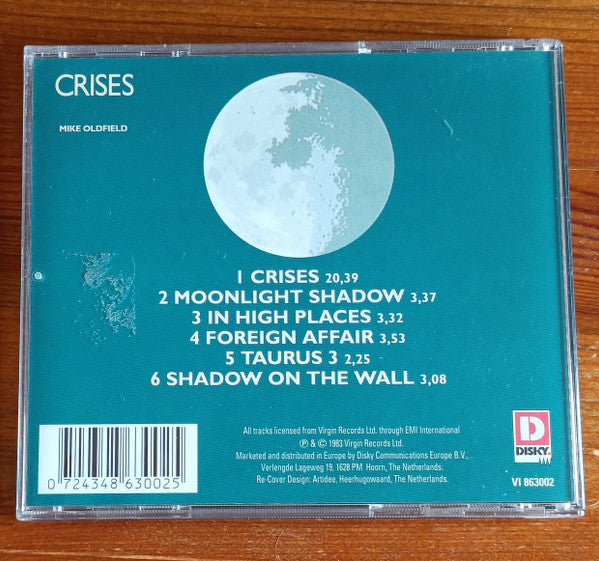 CRISES
MIKE OLDFIELD
1 CRISES 20,39
2 MOONLIGHT SHADOW 3,37
3 IN HIGH PLACES 3,32
4 FOREIGN AFFAIR 3,53
5 TAURUS 3 2,25
6 SHADOW ON THE WALL 3,08
All tracks licensed from Virgin Records Ltd. through EMI International
℗ & © 1983 Virgin Records Ltd.
Marketed and distributed in Europe by Disky Communications Europe B.V.,
Verlengde Lageweg 19, 1628 PM Hoorn, The Netherlands.
Re-Cover Design: Artidee, Heerhugowaard, The Netherlands.
0 724348 630025
D
DISKY
VI 863002